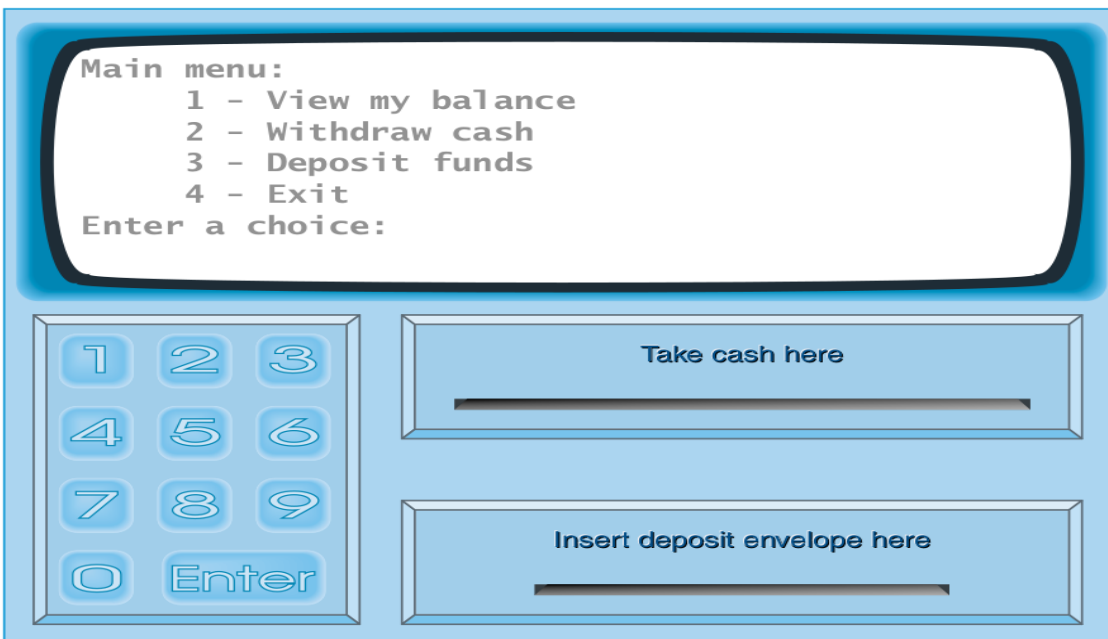 Main menu:
1 – View my balance
2 – Withdraw cash
3 – Deposit funds
4 – Exit
Enter a choice:
1 2 3
4 5 6
7 8 9
0 Enter
Take cash here
Insert deposit envelope here